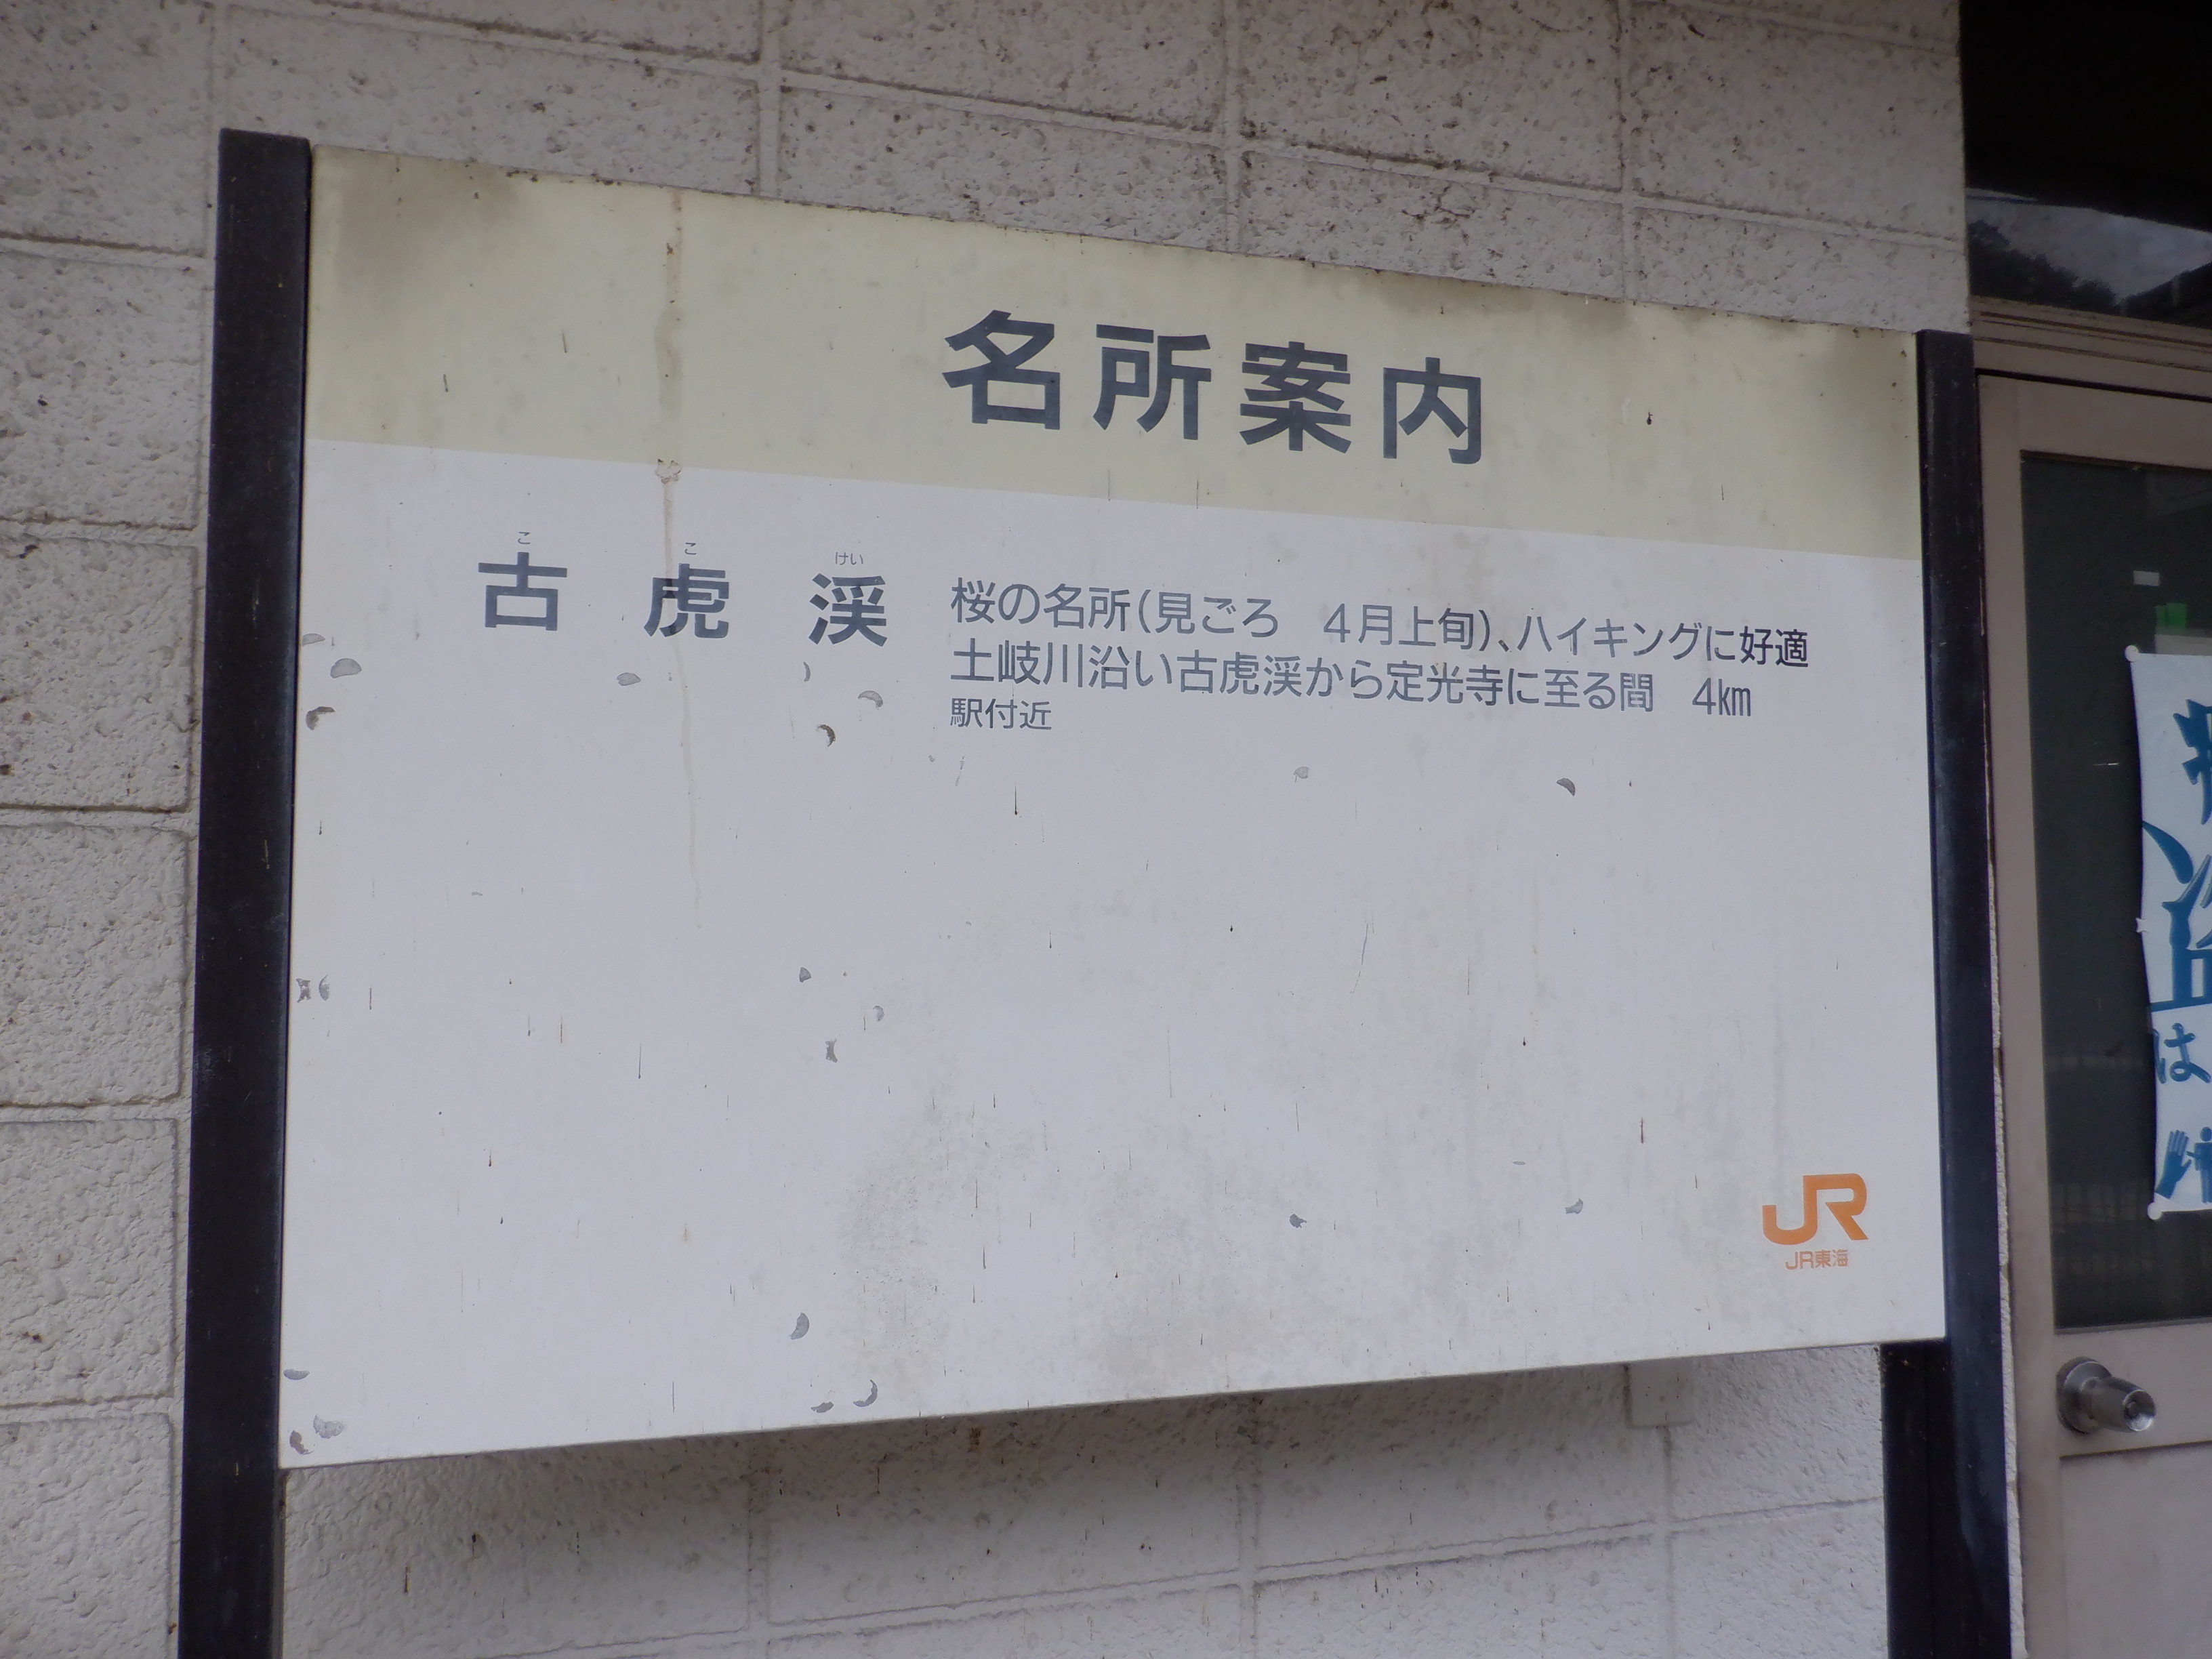 名所案内
こ こ けい
古虎渓
桜の名所(見ごろ 4月上旬)、ハイキングに好適
土岐川沿い古虎渓から定光寺に至る間 4㎞
駅付近
JR
JR東海
は